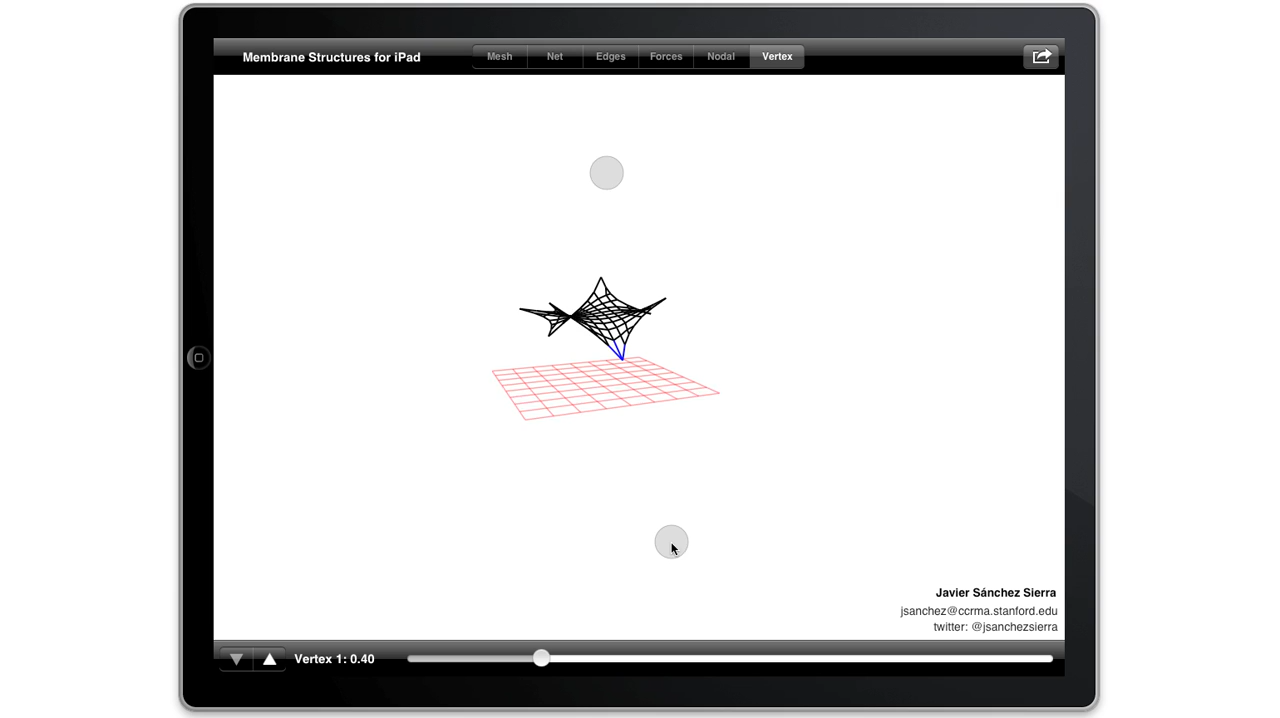 Membrane Structures for iPad
Mesh Net Edges Forces Nodal Vertex
Javier Sánchez Sierra
jsanchez@ccrma.stanford.edu
twitter: @jsanchezsierra
Vertex 1: 0.40